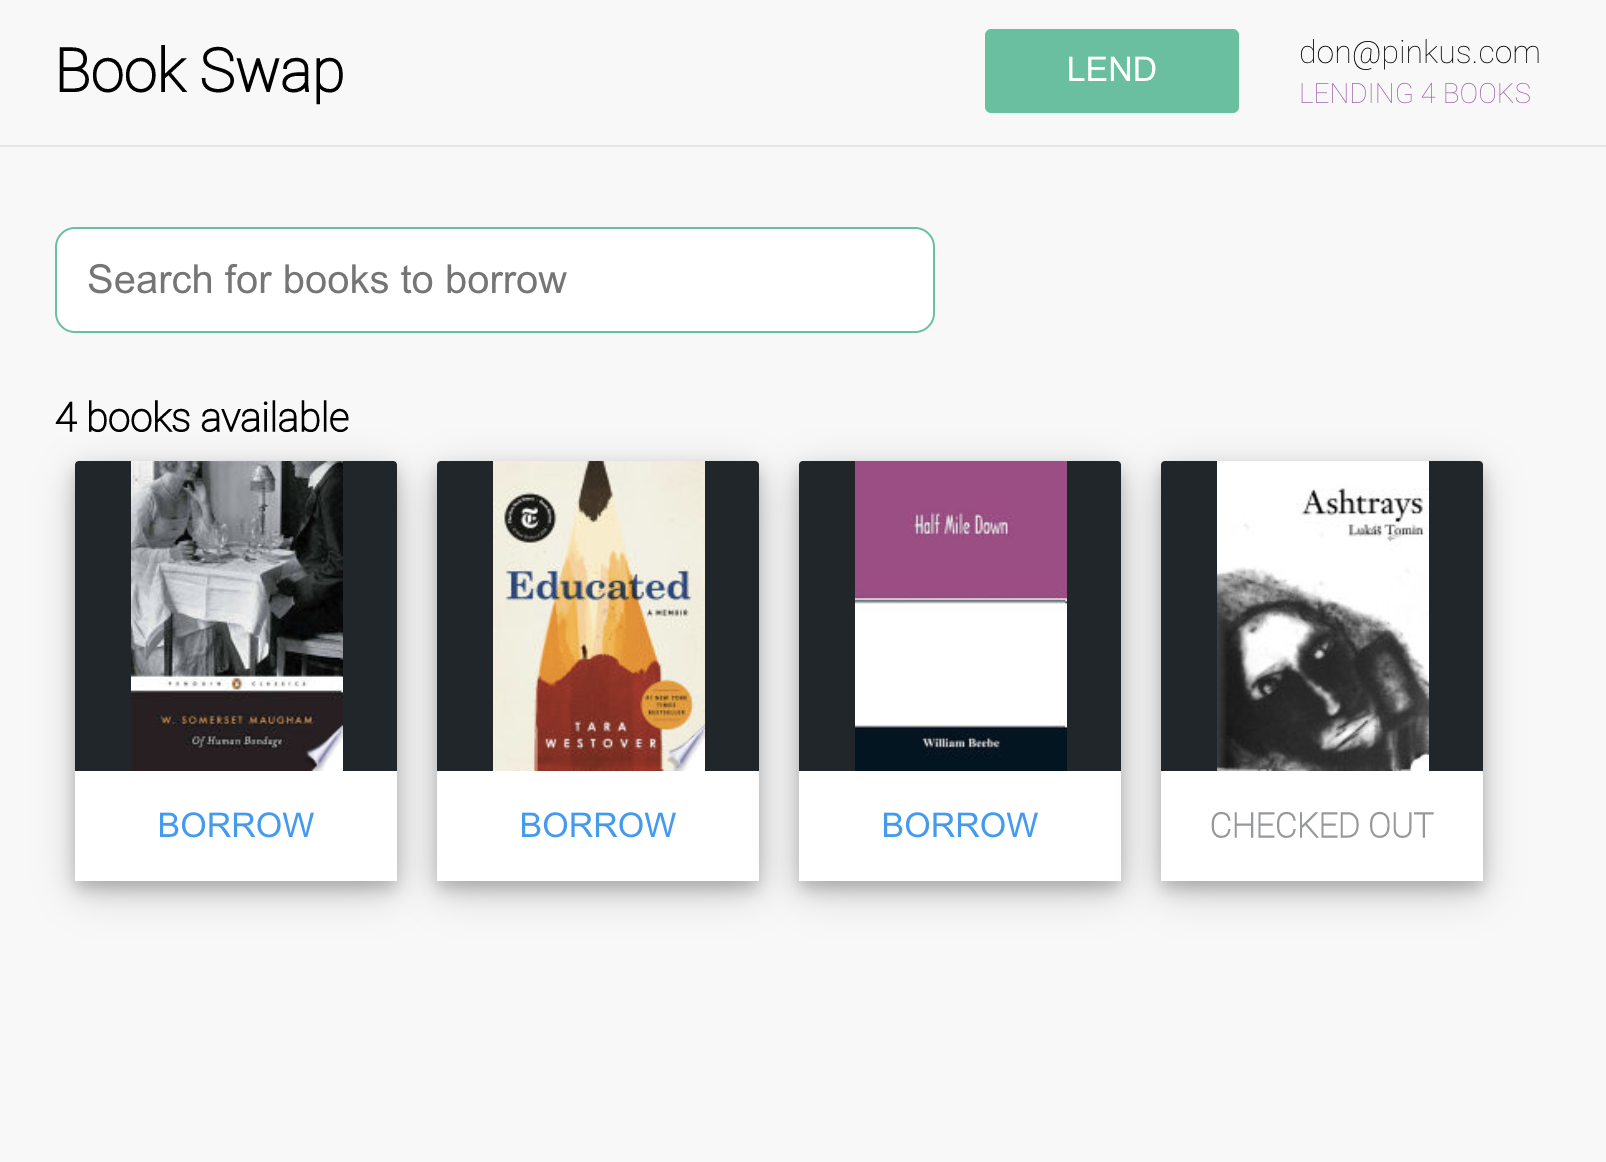 Book Swap
LEND
don@pinkus.com
LENDING 4 BOOKS
Search for books to borrow
4 books available
PENGUIN CLASSICS
W. SOMERSET MAUGHAM
Of Human Bondage
BORROW
Educated
A MEMOIR
#1 NEW YORK
TIMES
BESTSELLER
TARA
WESTOVER
BORROW
Half Mile Down
William Beebe
BORROW
Ashtrays
Lukáš Tomin
CHECKED OUT